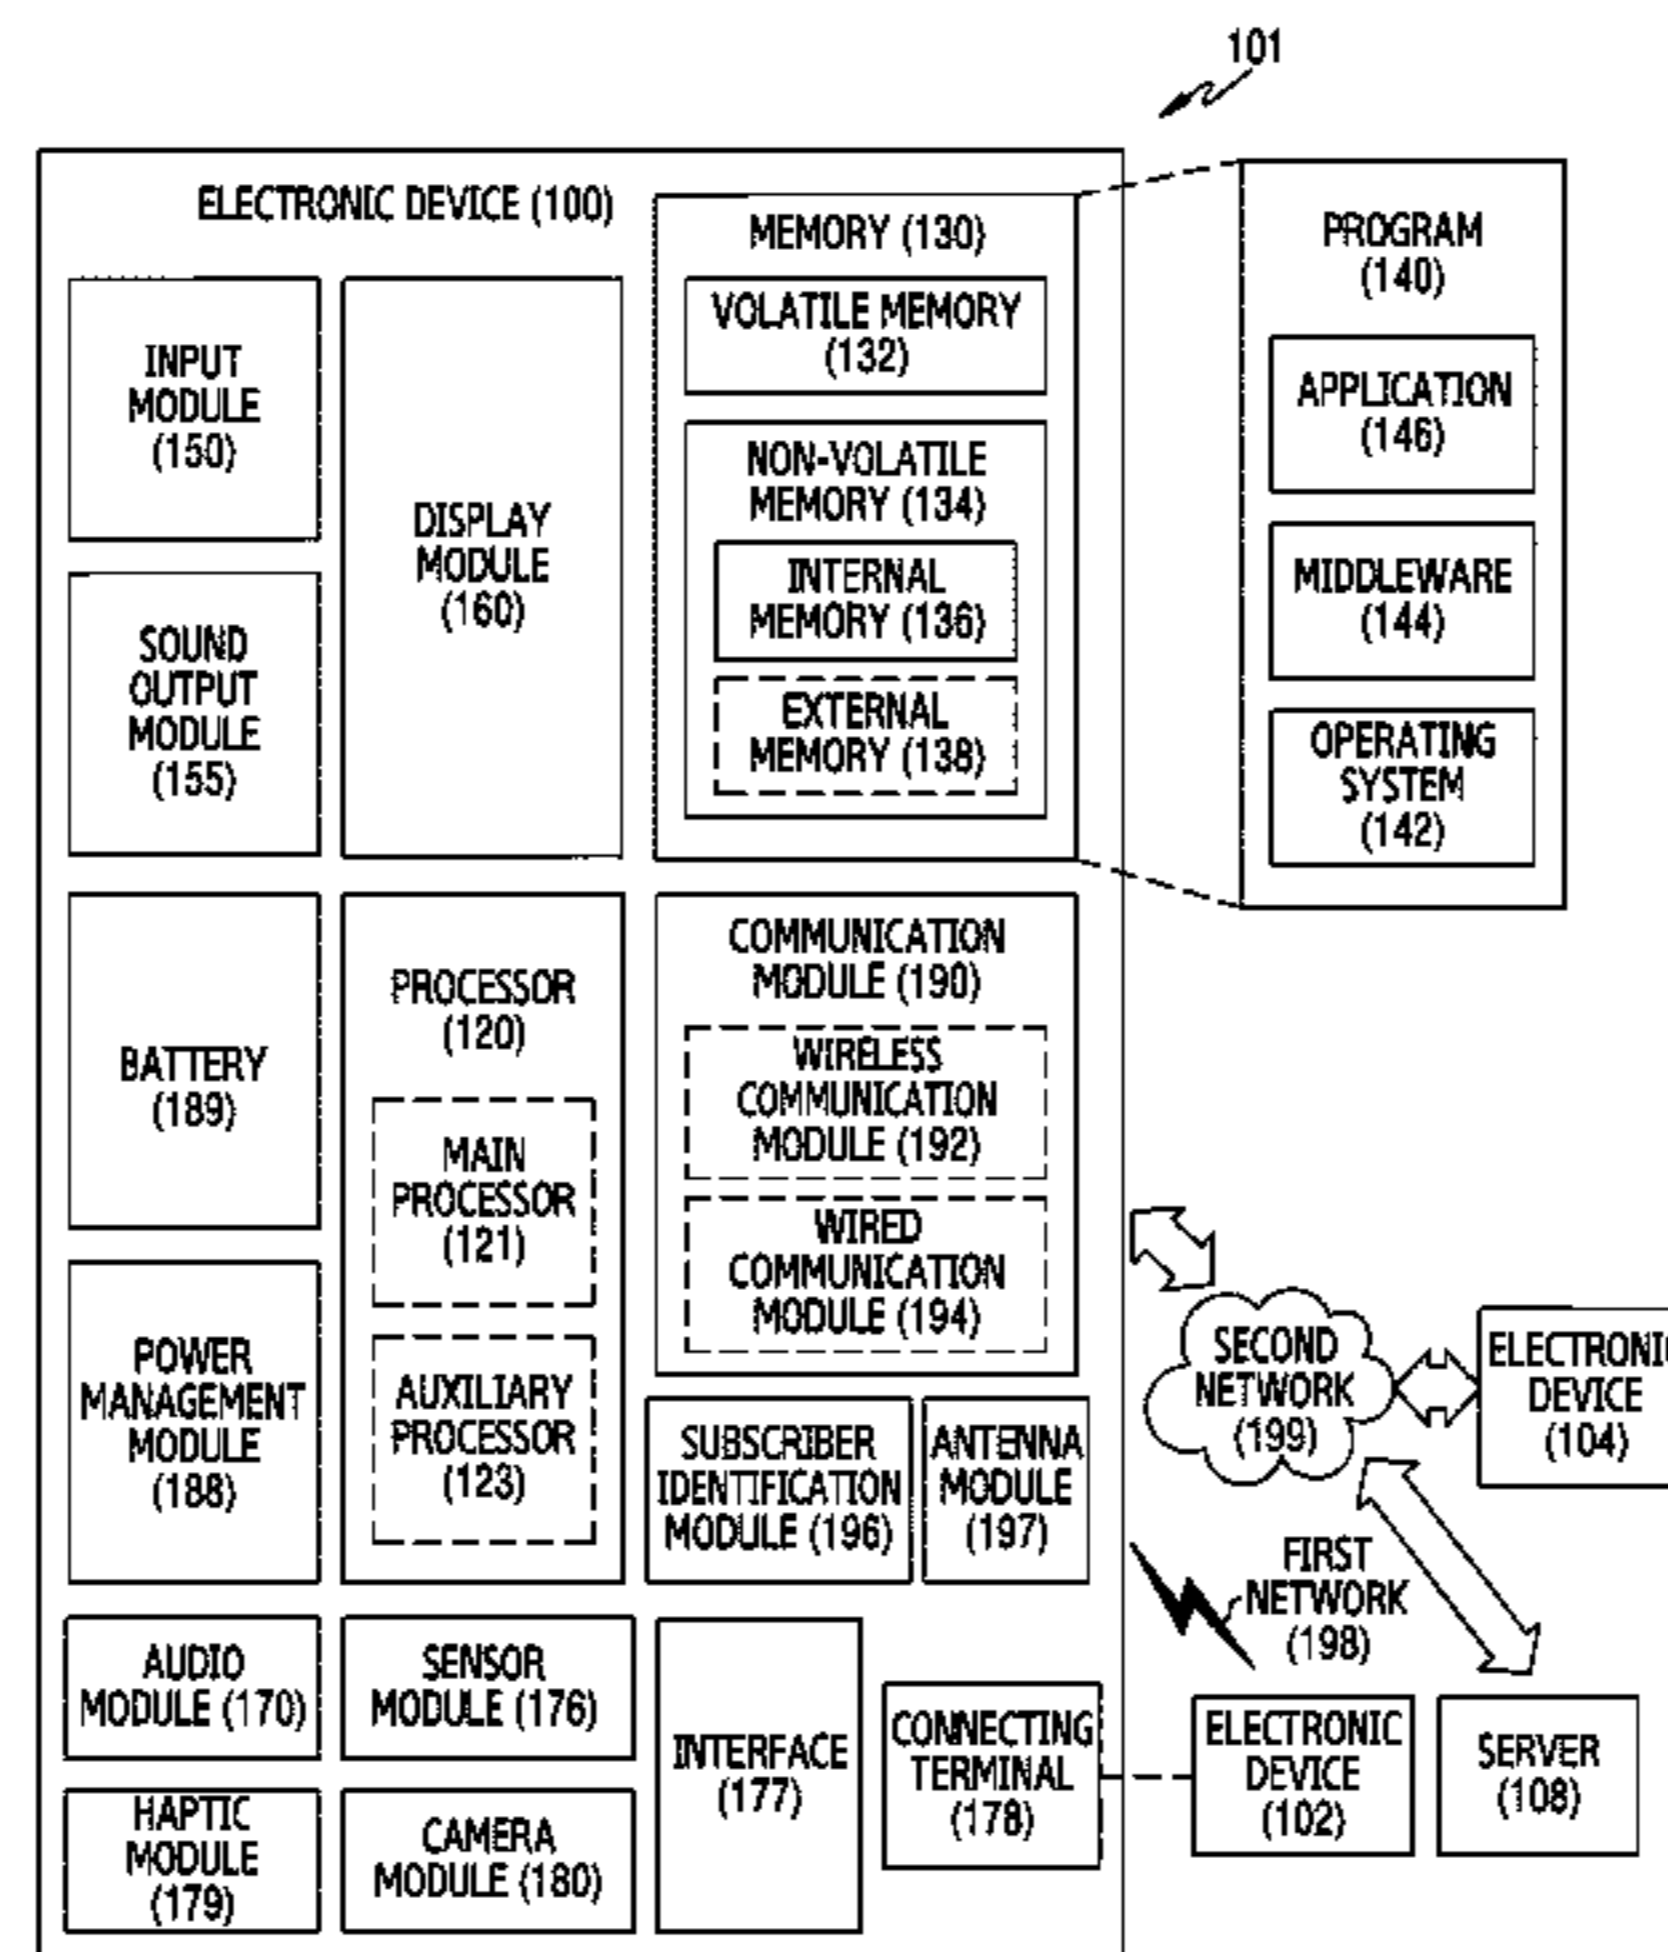 101
ELECTRONIC DEVICE (100)
INPUT
MODULE
(150)
SOUND
OUTPUT
MODULE
(155)
DISPLAY
MODULE
(160)
MEMORY (130)
VOLATILE MEMORY
(132)
NON-VOLATILE
MEMORY (134)
INTERNAL
MEMORY (136)
EXTERNAL
MEMORY (138)
PROGRAM
(140)
APPLICATION
(146)
MIDDLEWARE
(144)
OPERATING
SYSTEM
(142)
BATTERY
(189)
POWER
MANAGEMENT
MODULE
(188)
PROCESSOR
(120)
MAIN
PROCESSOR
(121)
AUXILIARY
PROCESSOR
(123)
COMMUNICATION
MODULE (190)
WIRELESS
COMMUNICATION
MODULE (192)
WIRED
COMMUNICATION
MODULE (194)
SUBSCRIBER
IDENTIFICATION
MODULE (196)
ANTENNA
MODULE
(197)
SECOND
NETWORK
(199)
ELECTRONIC
DEVICE
(104)
FIRST
NETWORK
(198)
AUDIO
MODULE (170)
SENSOR
MODULE (176)
HAPTIC
MODULE
(179)
CAMERA
MODULE (180)
INTERFACE
(177)
CONNECTING
TERMINAL
(178)
ELECTRONIC
DEVICE
(102)
SERVER
(108)